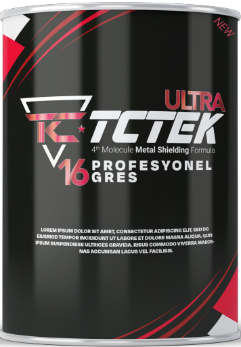 NEW
ULTRA
TC TCTEK
4th Molecule Metal Shielding Formula
16 PROFESYONEL
GRES
LOREM IPSUM DOLOR SIT AMET, CONSECTETUR ADIPISCING ELIT, SED DO
EIUSMOD TEMPOR INCIDIDUNT UT LABORE ET DOLORE MAGNA ALIQUA. QUIS
IPSUM SUSPENDISSE ULTRICES GRAVIDA. RISUS COMMODO VIVERRA MAECE-
NAS ACCUMSAN LACUS VEL FACILISIS.